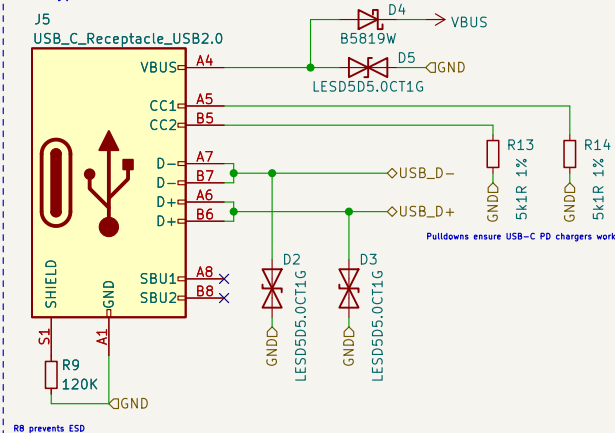 J5
USB_C_Receptacle_USB2.0
D4
VBUS
B5819W
VBUS
A4
D5
GND
LESD5D5.0CT1G
CC1
A5
CC2
B5
R13
5k1R 1%
GND
R14
5k1R 1%
GND
D-
A7
D-
B7
USB_D-
D+
A6
D+
B6
USB_D+
Pulldowns ensure USB-C PD chargers work
D2
LESD5D5.0CT1G
GND
D3
LESD5D5.0CT1G
GND
SBU1
A8
SBU2
B8
SHIELD
GND
S1
A1
R9
120K
GND
R8 prevents ESD